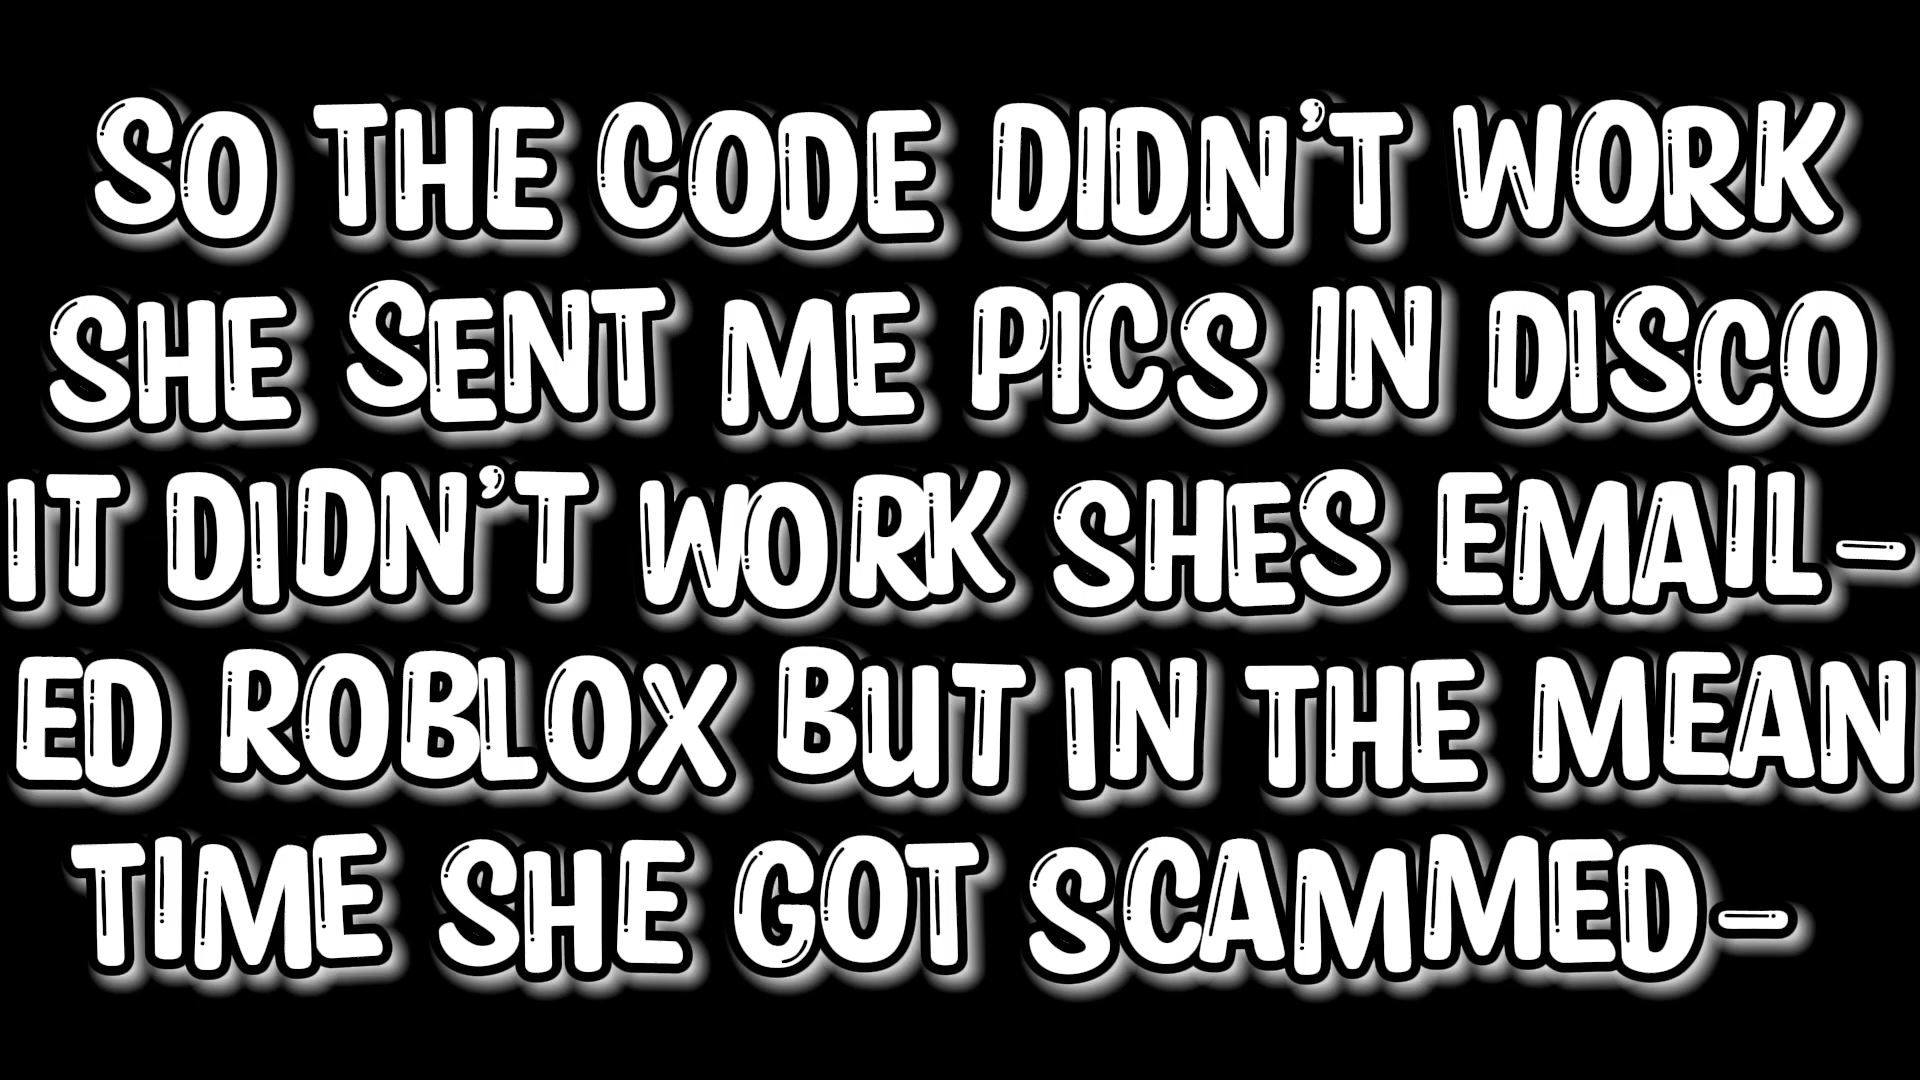 SO THE CODE DIDN'T WORK
SHE SENT ME PICS IN DISCO
IT DIDN'T WORK SHES EMAIL-
ED ROBLOX BUT IN THE MEAN
TIME SHE GOT SCAMMED-